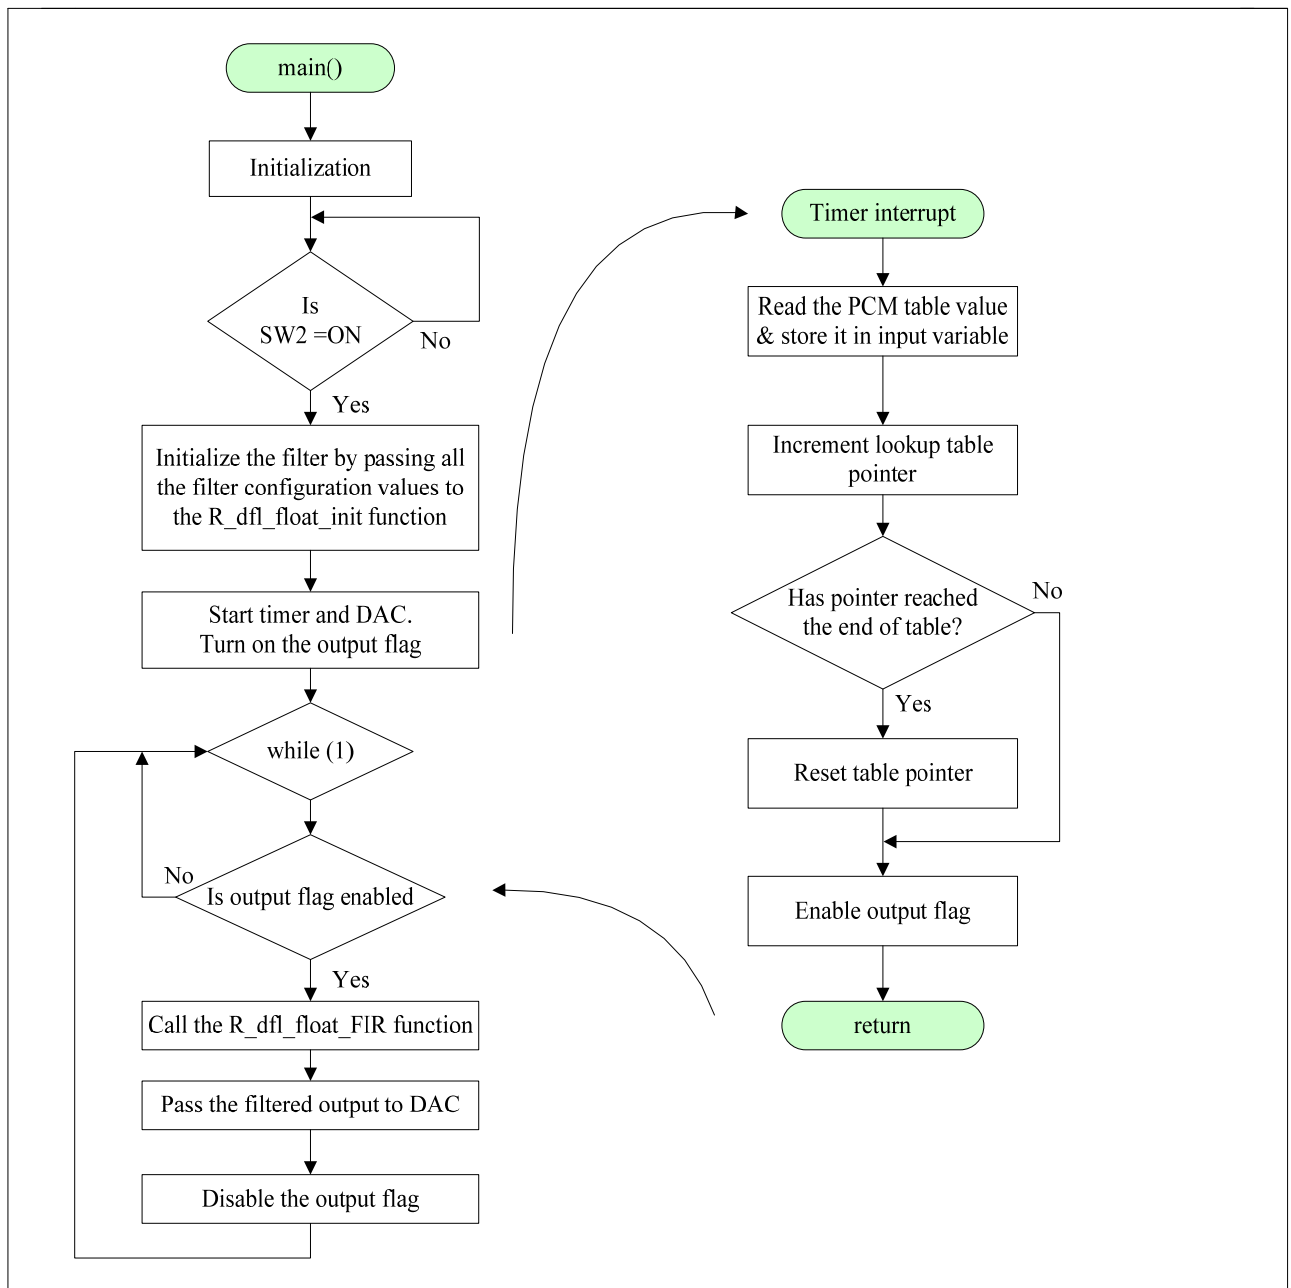 main()
Initialization
Is
SW2 =ON
No
Yes
Initialize the filter by passing all
the filter configuration values to
the R_dfl_float_init function
Start timer and DAC.
Turn on the output flag
while (1)
Is output flag enabled
No
Yes
Call the R_dfl_float_FIR function
Pass the filtered output to DAC
Disable the output flag
Timer interrupt
Read the PCM table value
& store it in input variable
Increment lookup table
pointer
Has pointer reached
the end of table?
No
Yes
Reset table pointer
Enable output flag
return